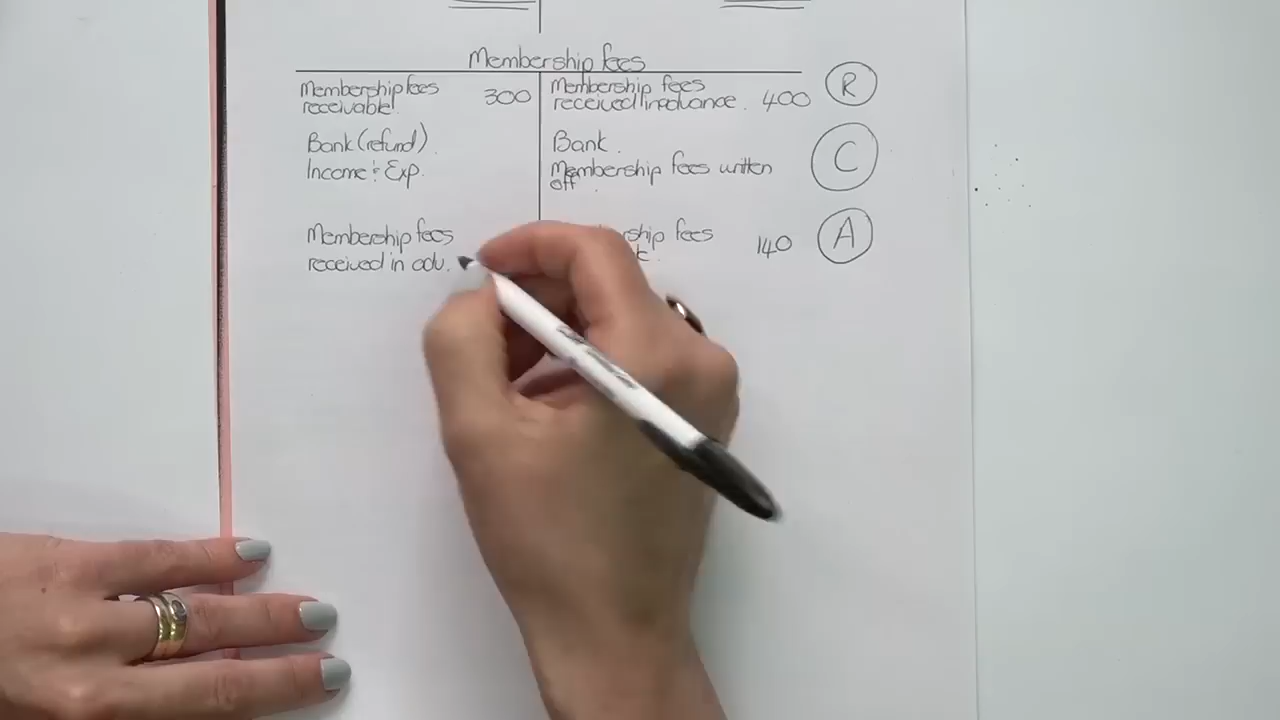 Membership fees
Membership fees
receivable
300
Membership fees
received in advance.
400
R
Bank (refund)
Bank.
C
Income & Exp.
Membership fees written
off.
Membership fees
received in adv.
fees
140
A